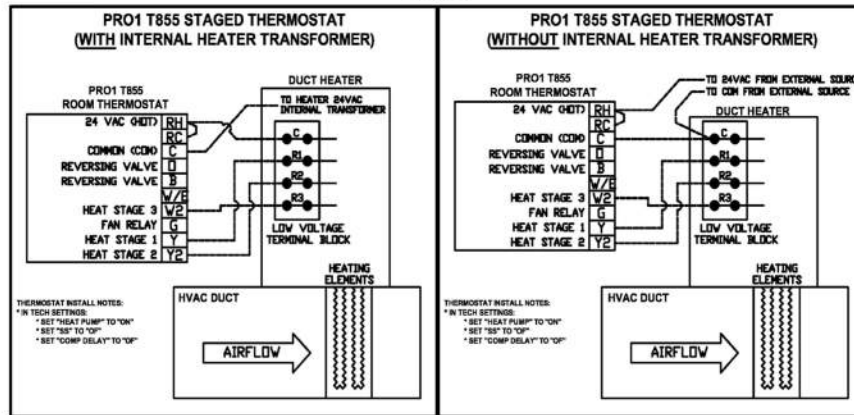 PRO1 T855 STAGED THERMOSTAT
(WITH INTERNAL HEATER TRANSFORMER)
DUCT HEATER
TO HEATER 24VAC
INTERNAL TRANSFORMER
PRO1 T855
ROOM THERMOSTAT
24 VAC (HOT) RH
RC
COMMON (COM) C
REVERSING VALVE O
REVERSING VALVE B
W/E
HEAT STAGE 3 W2
FAN RELAY G
HEAT STAGE 1 Y
HEAT STAGE 2 Y2
C
R1
R2
R3
LOW VOLTAGE
TERMINAL BLOCK
HEATING
ELEMENTS
THERMOSTAT INSTALL NOTES:
* IN TECH SETTINGS:
* SET "HEAT PUMP" TO "ON"
* SET "SS" TO "OF"
* SET "COMP DELAY" TO "OF"
HVAC DUCT
AIRFLOW
PRO1 T855 STAGED THERMOSTAT
(WITHOUT INTERNAL HEATER TRANSFORMER)
TO 24VAC FROM EXTERNAL SOURC
TO COM FROM EXTERNAL SOURCE
DUCT HEATER
PRO1 T855
ROOM THERMOSTAT
24 VAC (HOT) RH
RC
COMMON (COM) C
REVERSING VALVE O
REVERSING VALVE B
W/E
HEAT STAGE 3 W2
FAN RELAY G
HEAT STAGE 1 Y
HEAT STAGE 2 Y2
C
R1
R2
R3
LOW VOLTAGE
TERMINAL BLOCK
HEATING
ELEMENTS
THERMOSTAT INSTALL NOTES:
* IN TECH SETTINGS:
* SET "HEAT PUMP" TO "ON"
* SET "SS" TO "OF"
* SET "COMP DELAY" TO "OF"
HVAC DUCT
AIRFLOW